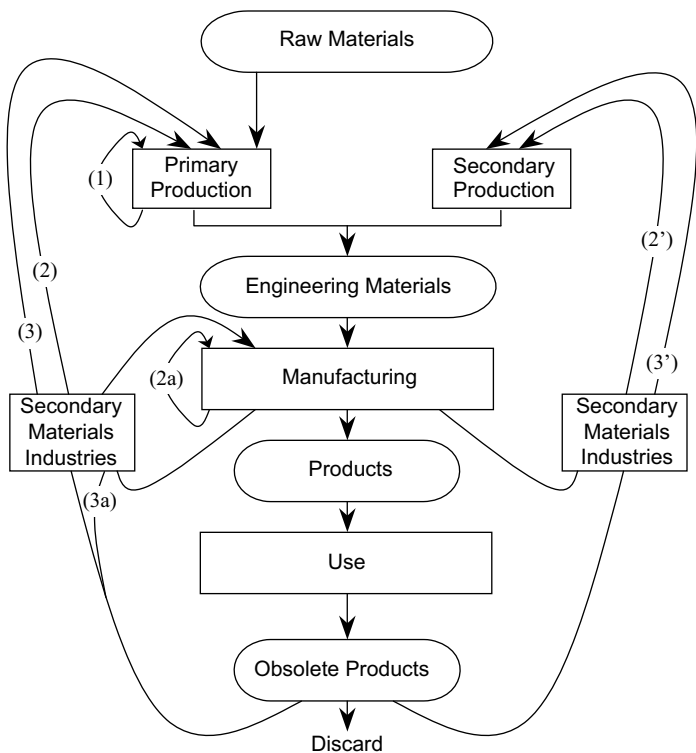 Raw Materials
Primary
Production
Secondary
Production
(1)
(2)
(2’)
Engineering Materials
(3)
(3’)
(2a)
Manufacturing
Secondary
Materials
Industries
Secondary
Materials
Industries
Products
(3a)
Use
Obsolete Products
Discard